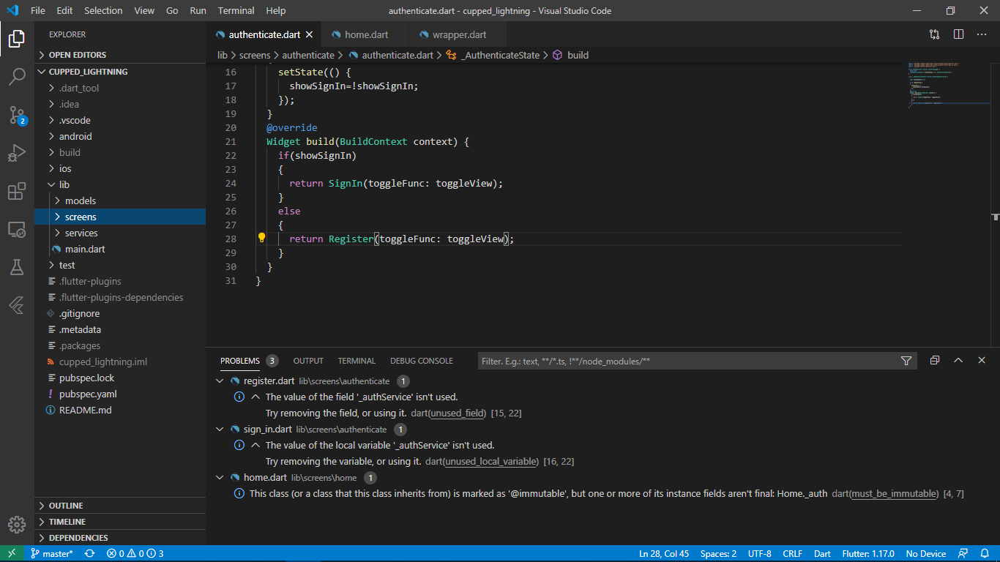 File Edit Selection View Go Run Terminal Help authenticate.dart - cupped_lightning - Visual Studio Code
EXPLORER
OPEN EDITORS
CUPPED_LIGHTNING
.dart_tool
.idea
.vscode
android
build
ios
lib
models
screens
services
main.dart
test
.flutter-plugins
.flutter-plugins-dependencies
.gitignore
.metadata
.packages
cupped_lightning.iml
pubspec.lock
pubspec.yaml
README.md
OUTLINE
TIMELINE
DEPENDENCIES
2
authenticate.dart home.dart wrapper.dart
lib > screens > authenticate > authenticate.dart > _AuthenticateState > build
16 setState(() {
17 showSignIn=!showSignIn;
18 });
19 }
20 @override
21 Widget build(BuildContext context) {
22 if(showSignIn)
23 {
24 return SignIn(toggleFunc: toggleView);
25 }
26 else
27 {
28 return Register(toggleFunc: toggleView);
29 }
30 }
31 }
PROBLEMS 3 OUTPUT TERMINAL DEBUG CONSOLE Filter. E.g.: text, **/*.ts, !**/node_modules/**
register.dart lib\screens\authenticate 1
The value of the field '_authService' isn't used.
Try removing the field, or using it. dart(unused_field) [15, 22]
sign_in.dart lib\screens\authenticate 1
The value of the local variable '_authService' isn't used.
Try removing the variable, or using it. dart(unused_local_variable) [16, 22]
home.dart lib\screens\home 1
This class (or a class that this class inherits from) is marked as '@immutable', but one or more of its instance fields aren't final: Home._auth dart(must_be_immutable) [4, 7]
master* 0 0 3 Ln 28, Col 45 Spaces: 2 UTF-8 CRLF Dart Flutter: 1.17.0 No Device